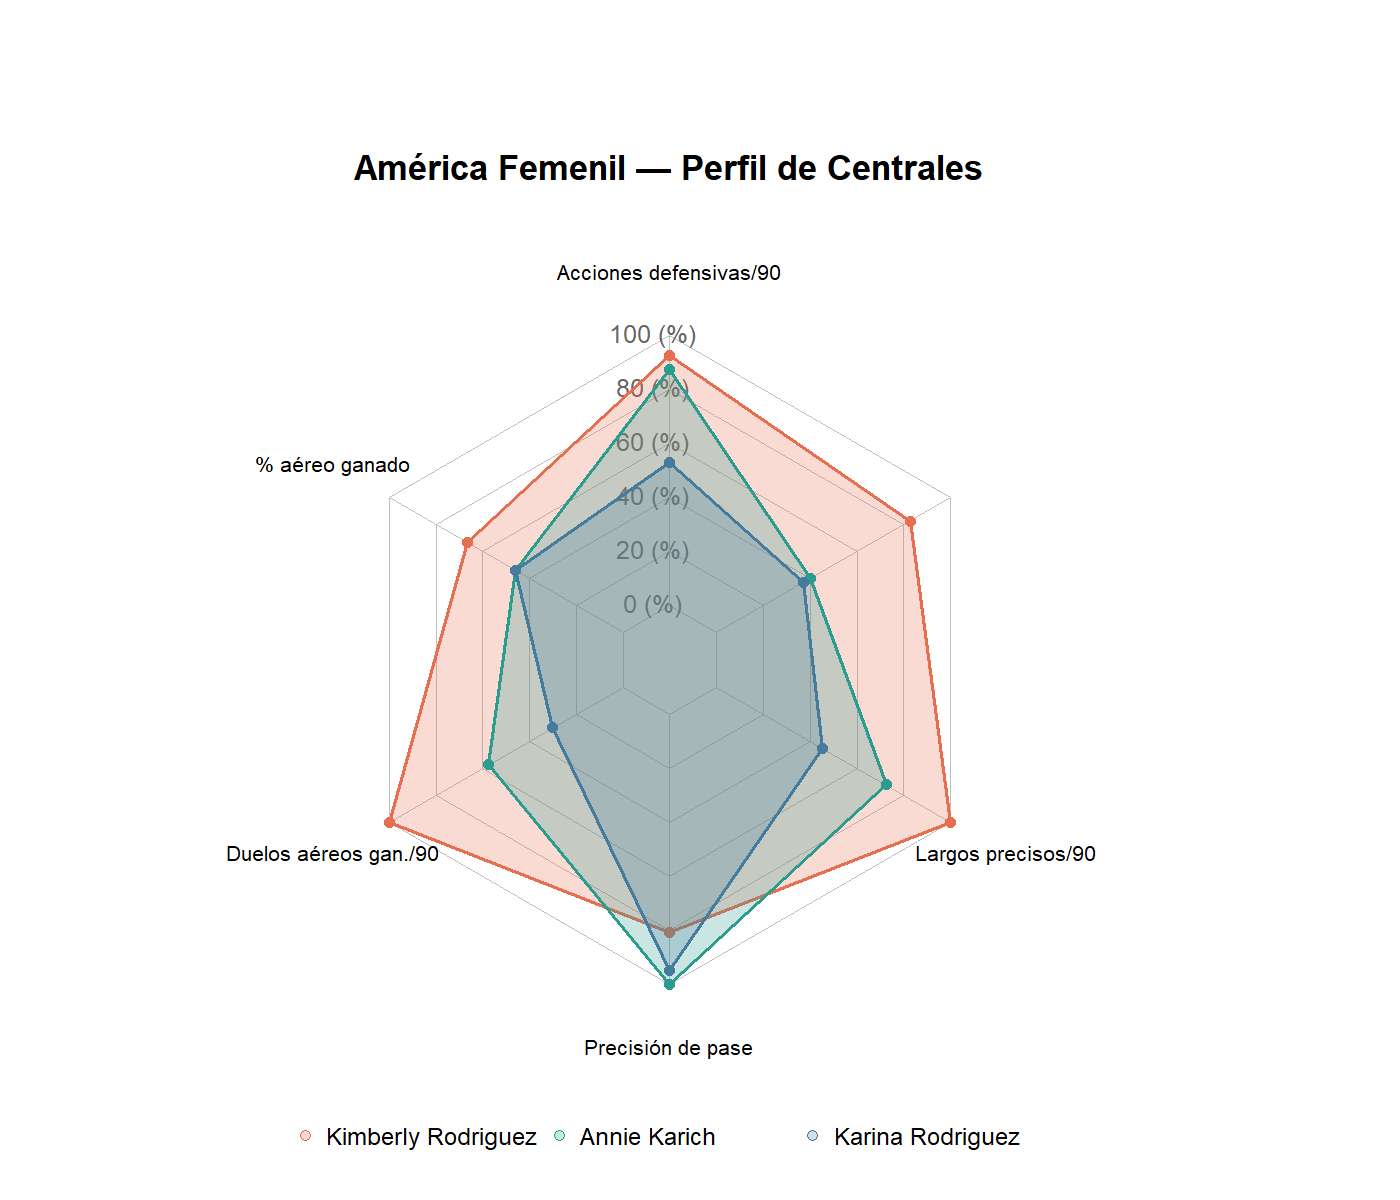 América Femenil — Perfil de Centrales
Acciones defensivas/90
100 (%)
80 (%)
60 (%)
% aéreo ganado
40 (%)
20 (%)
0 (%)
Duelos aéreos gan./90
Largos precisos/90
Precisión de pase
Kimberly Rodriguez
Annie Karich
Karina Rodriguez